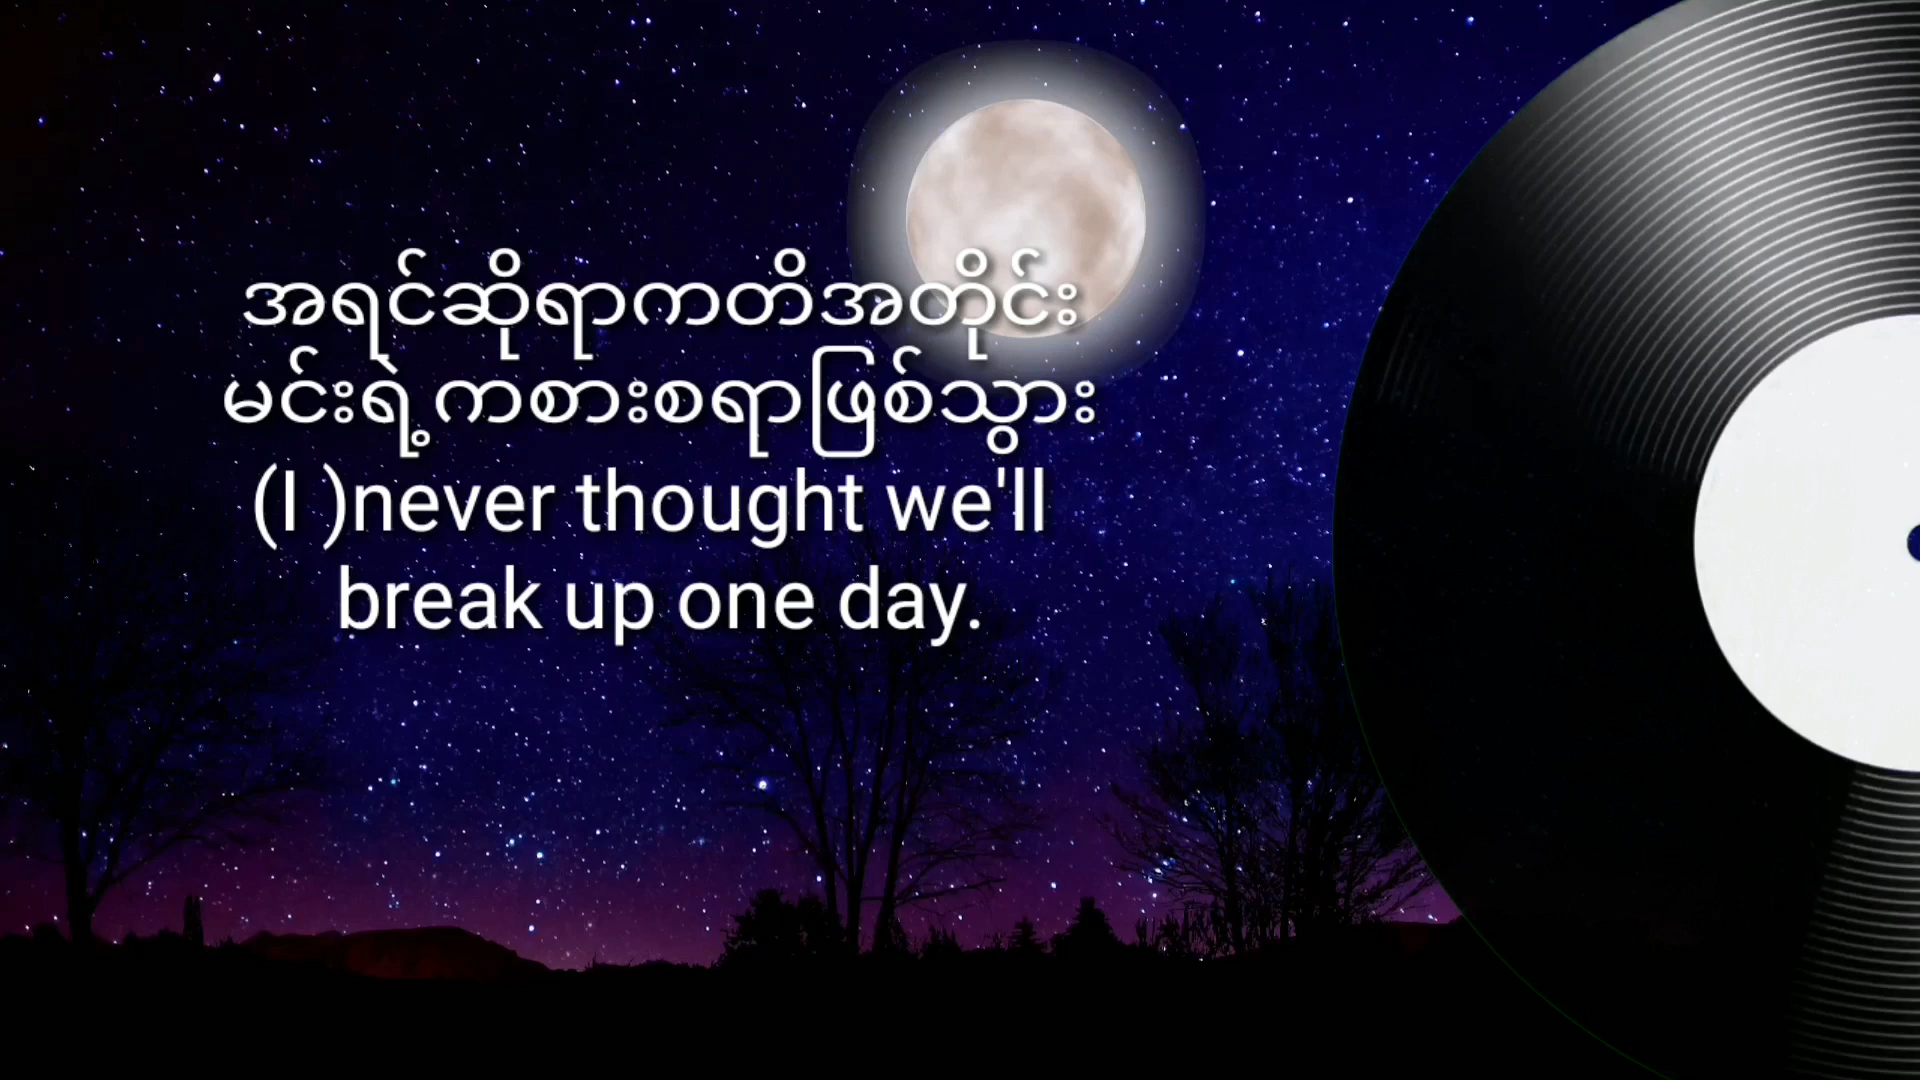 အရင်ဆိုရာကတိအတိုင်း
မင်းရဲ့ကစားစရာဖြစ်သွား
(I )never thought we'll
break up one day.